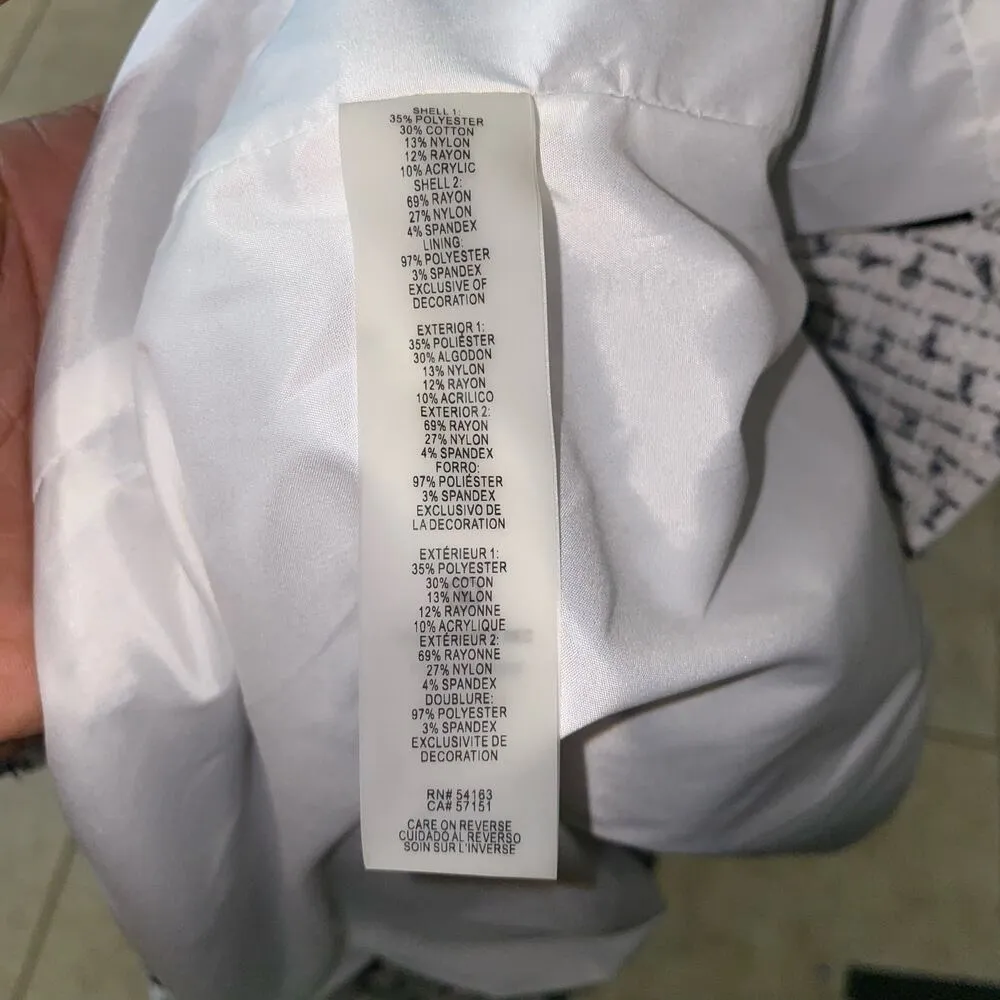 SHELL 1:
35% POLYESTER
30% COTTON
13% NYLON
12% RAYON
10% ACRYLIC
SHELL 2:
69% RAYON
27% NYLON
4% SPANDEX
LINING:
97% POLYESTER
3% SPANDEX
EXCLUSIVE OF
DECORATION
EXTERIOR 1:
35% POLIÉSTER
30% ALGODON
13% NYLON
12% RAYON
10% ACRILICO
EXTERIOR 2:
69% RAYON
27% NYLON
4% SPANDEX
FORRO:
97% POLIÉSTER
3% SPANDEX
EXCLUSIVO DE
LA DECORATION
EXTÉRIEUR 1:
35% POLYESTER
30% COTON
13% NYLON
12% RAYONNE
10% ACRYLIQUE
EXTÉRIEUR 2:
69% RAYONNE
27% NYLON
4% SPANDEX
DOUBLURE:
97% POLYESTER
3% SPANDEX
EXCLUSIVITE DE
DECORATION
RN# 54163
CA# 57151
CARE ON REVERSE
CUIDADO AL REVERSO
SOIN SUR L'INVERSE